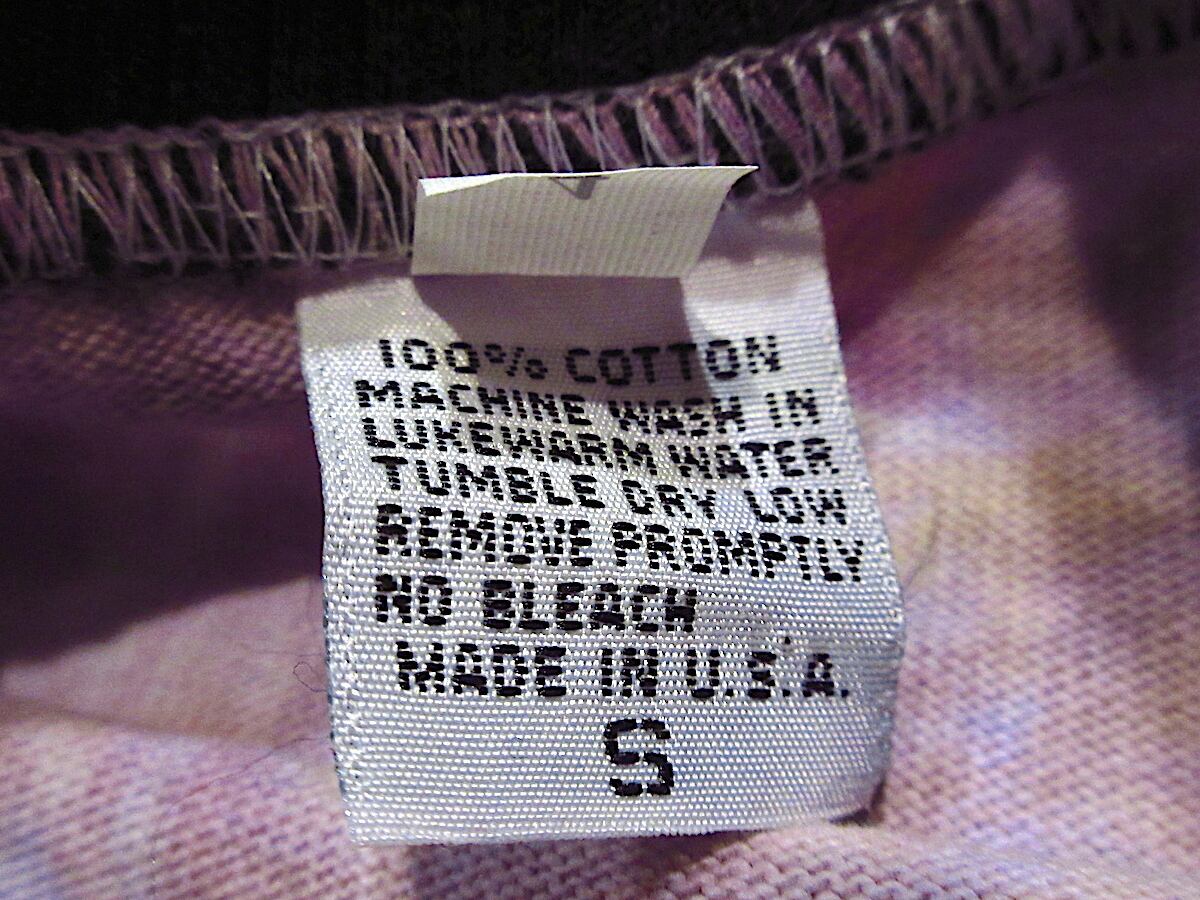 100% COTTON
MACHINE WASH IN
LUKEWARM WATER
TUMBLE DRY LOW
REMOVE PROMPTLY
NO BLEACH
MADE IN U.S.A.
S